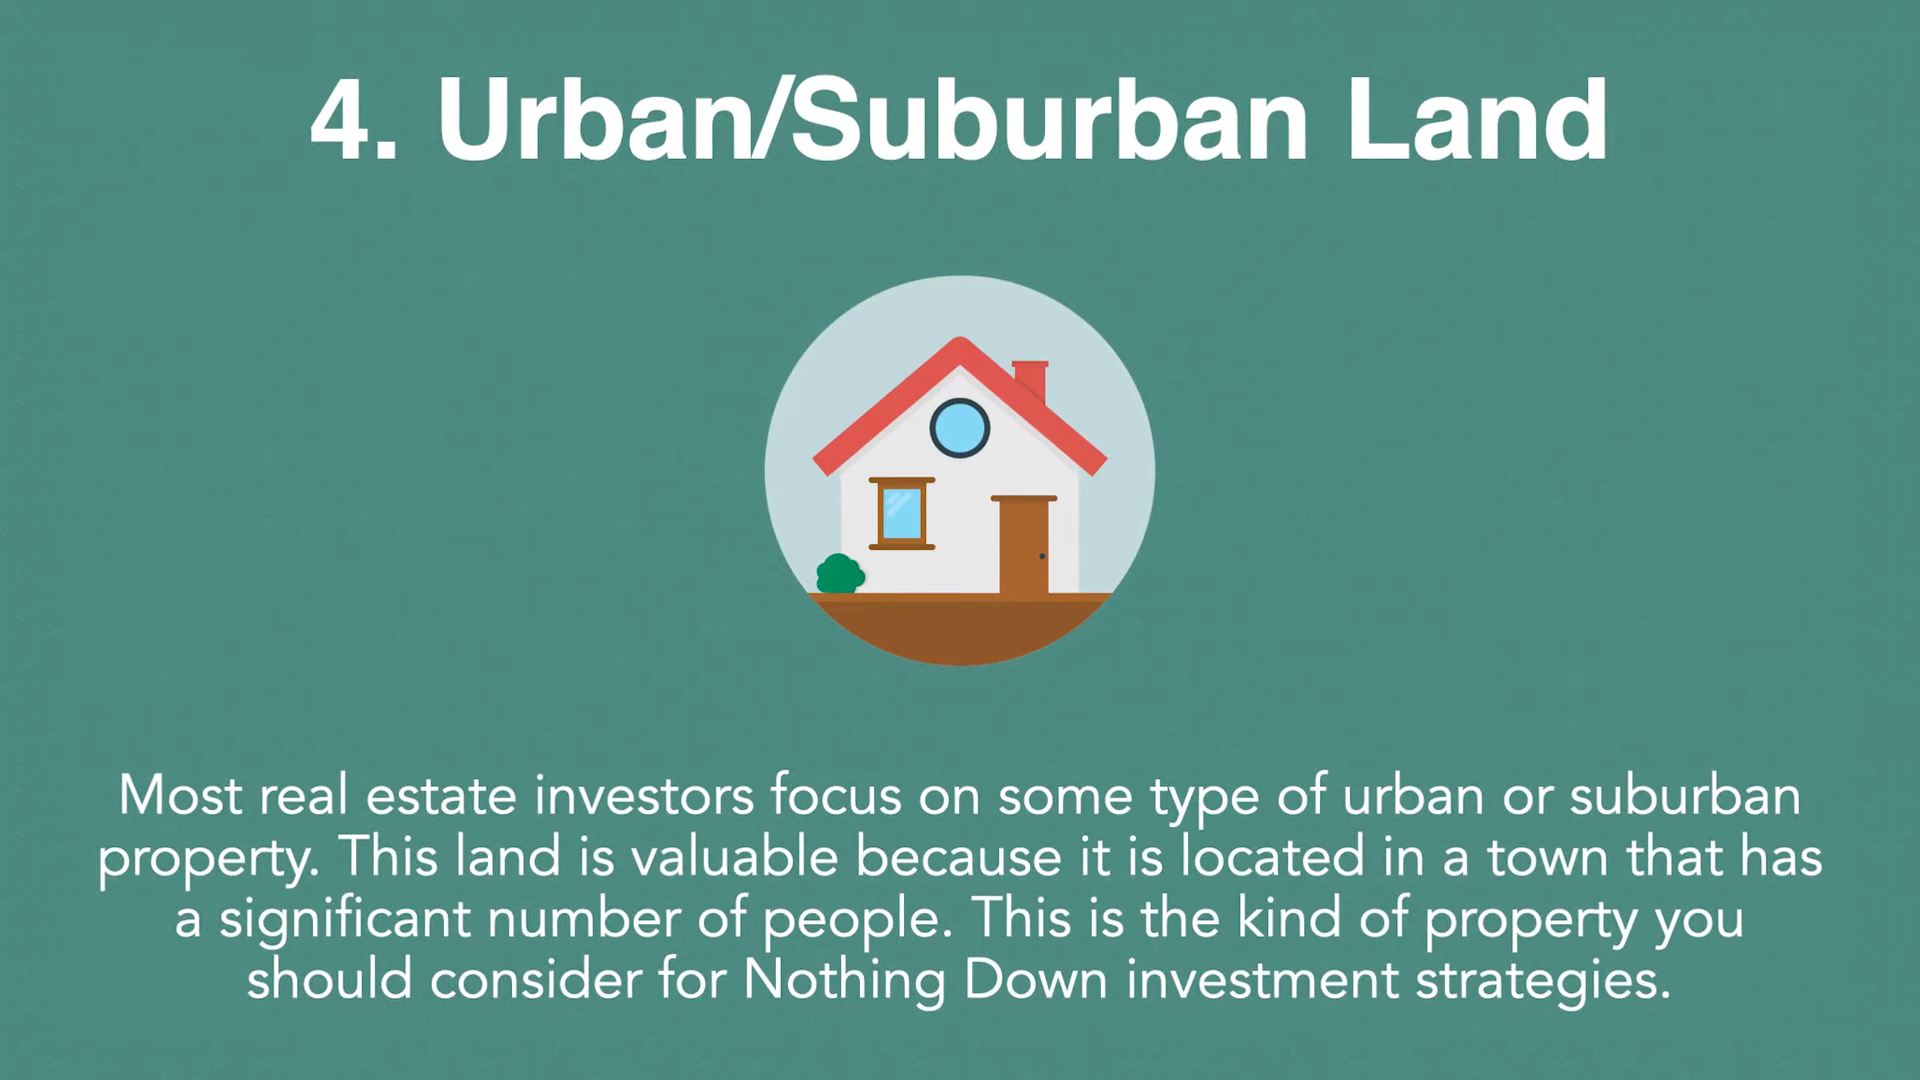 4. Urban/Suburban Land
Most real estate investors focus on some type of urban or suburban
property. This land is valuable because it is located in a town that has
a significant number of people. This is the kind of property you
should consider for Nothing Down investment strategies.